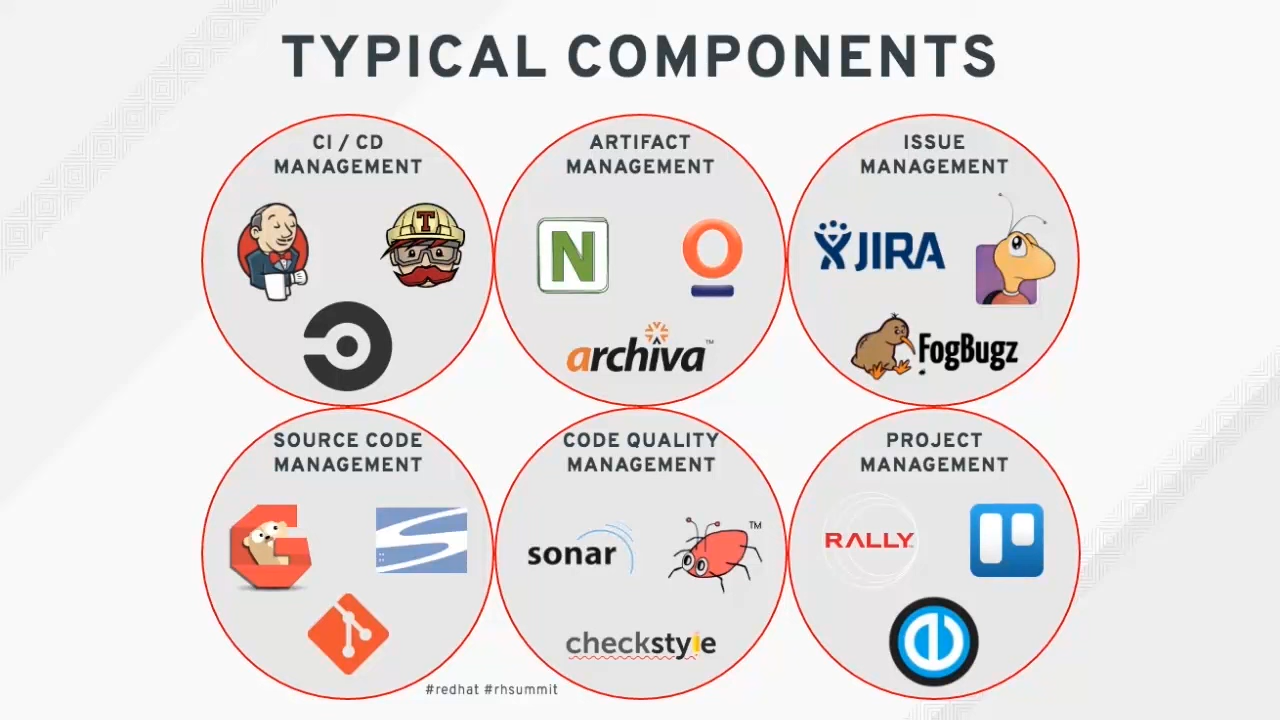 TYPICAL COMPONENTS
CI / CD
MANAGEMENT
T
ARTIFACT
MANAGEMENT
N
archiva™
ISSUE
MANAGEMENT
JIRA
FogBugz
SOURCE CODE
MANAGEMENT
CODE QUALITY
MANAGEMENT
sonar
TM
checkstyle
PROJECT
MANAGEMENT
RALLY
#redhat #rhsummit